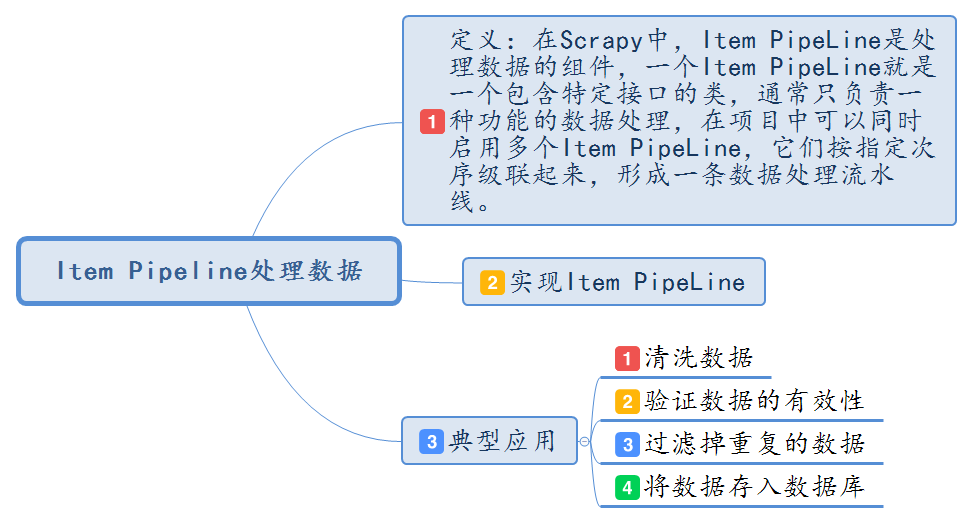 Item Pipeline处理数据
1
定义：在Scrapy中，Item PipeLine是处
理数据的组件，一个Item PipeLine就是
一个包含特定接口的类，通常只负责一
种功能的数据处理，在项目中可以同时
启用多个Item PipeLine，它们按指定次
序级联起来，形成一条数据处理流水
线。
2 实现Item PipeLine
3 典型应用
1 清洗数据
2 验证数据的有效性
3 过滤掉重复的数据
4 将数据存入数据库